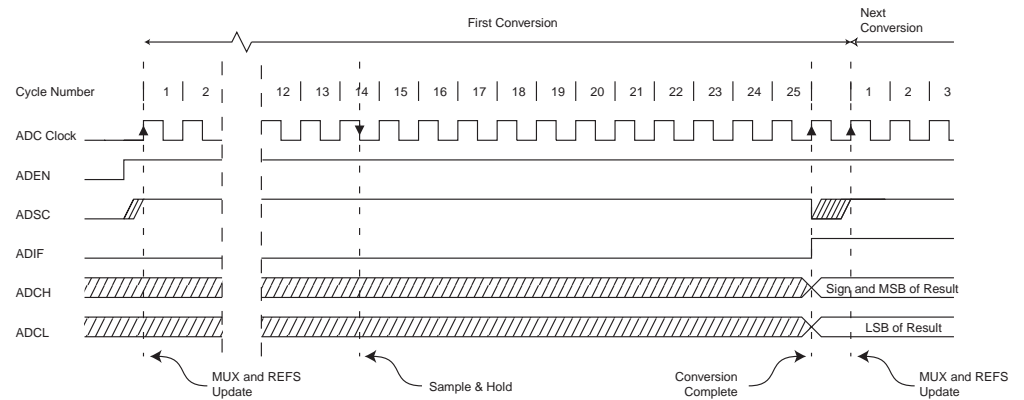 First Conversion
Next
Conversion
Cycle Number 1 2 12 13 14 15 16 17 18 19 20 21 22 23 24 25 1 2 3
ADC Clock
ADEN
ADSC
ADIF
ADCH Sign and MSB of Result
ADCL LSB of Result
MUX and REFS
Update
Sample & Hold
Conversion
Complete
MUX and REFS
Update